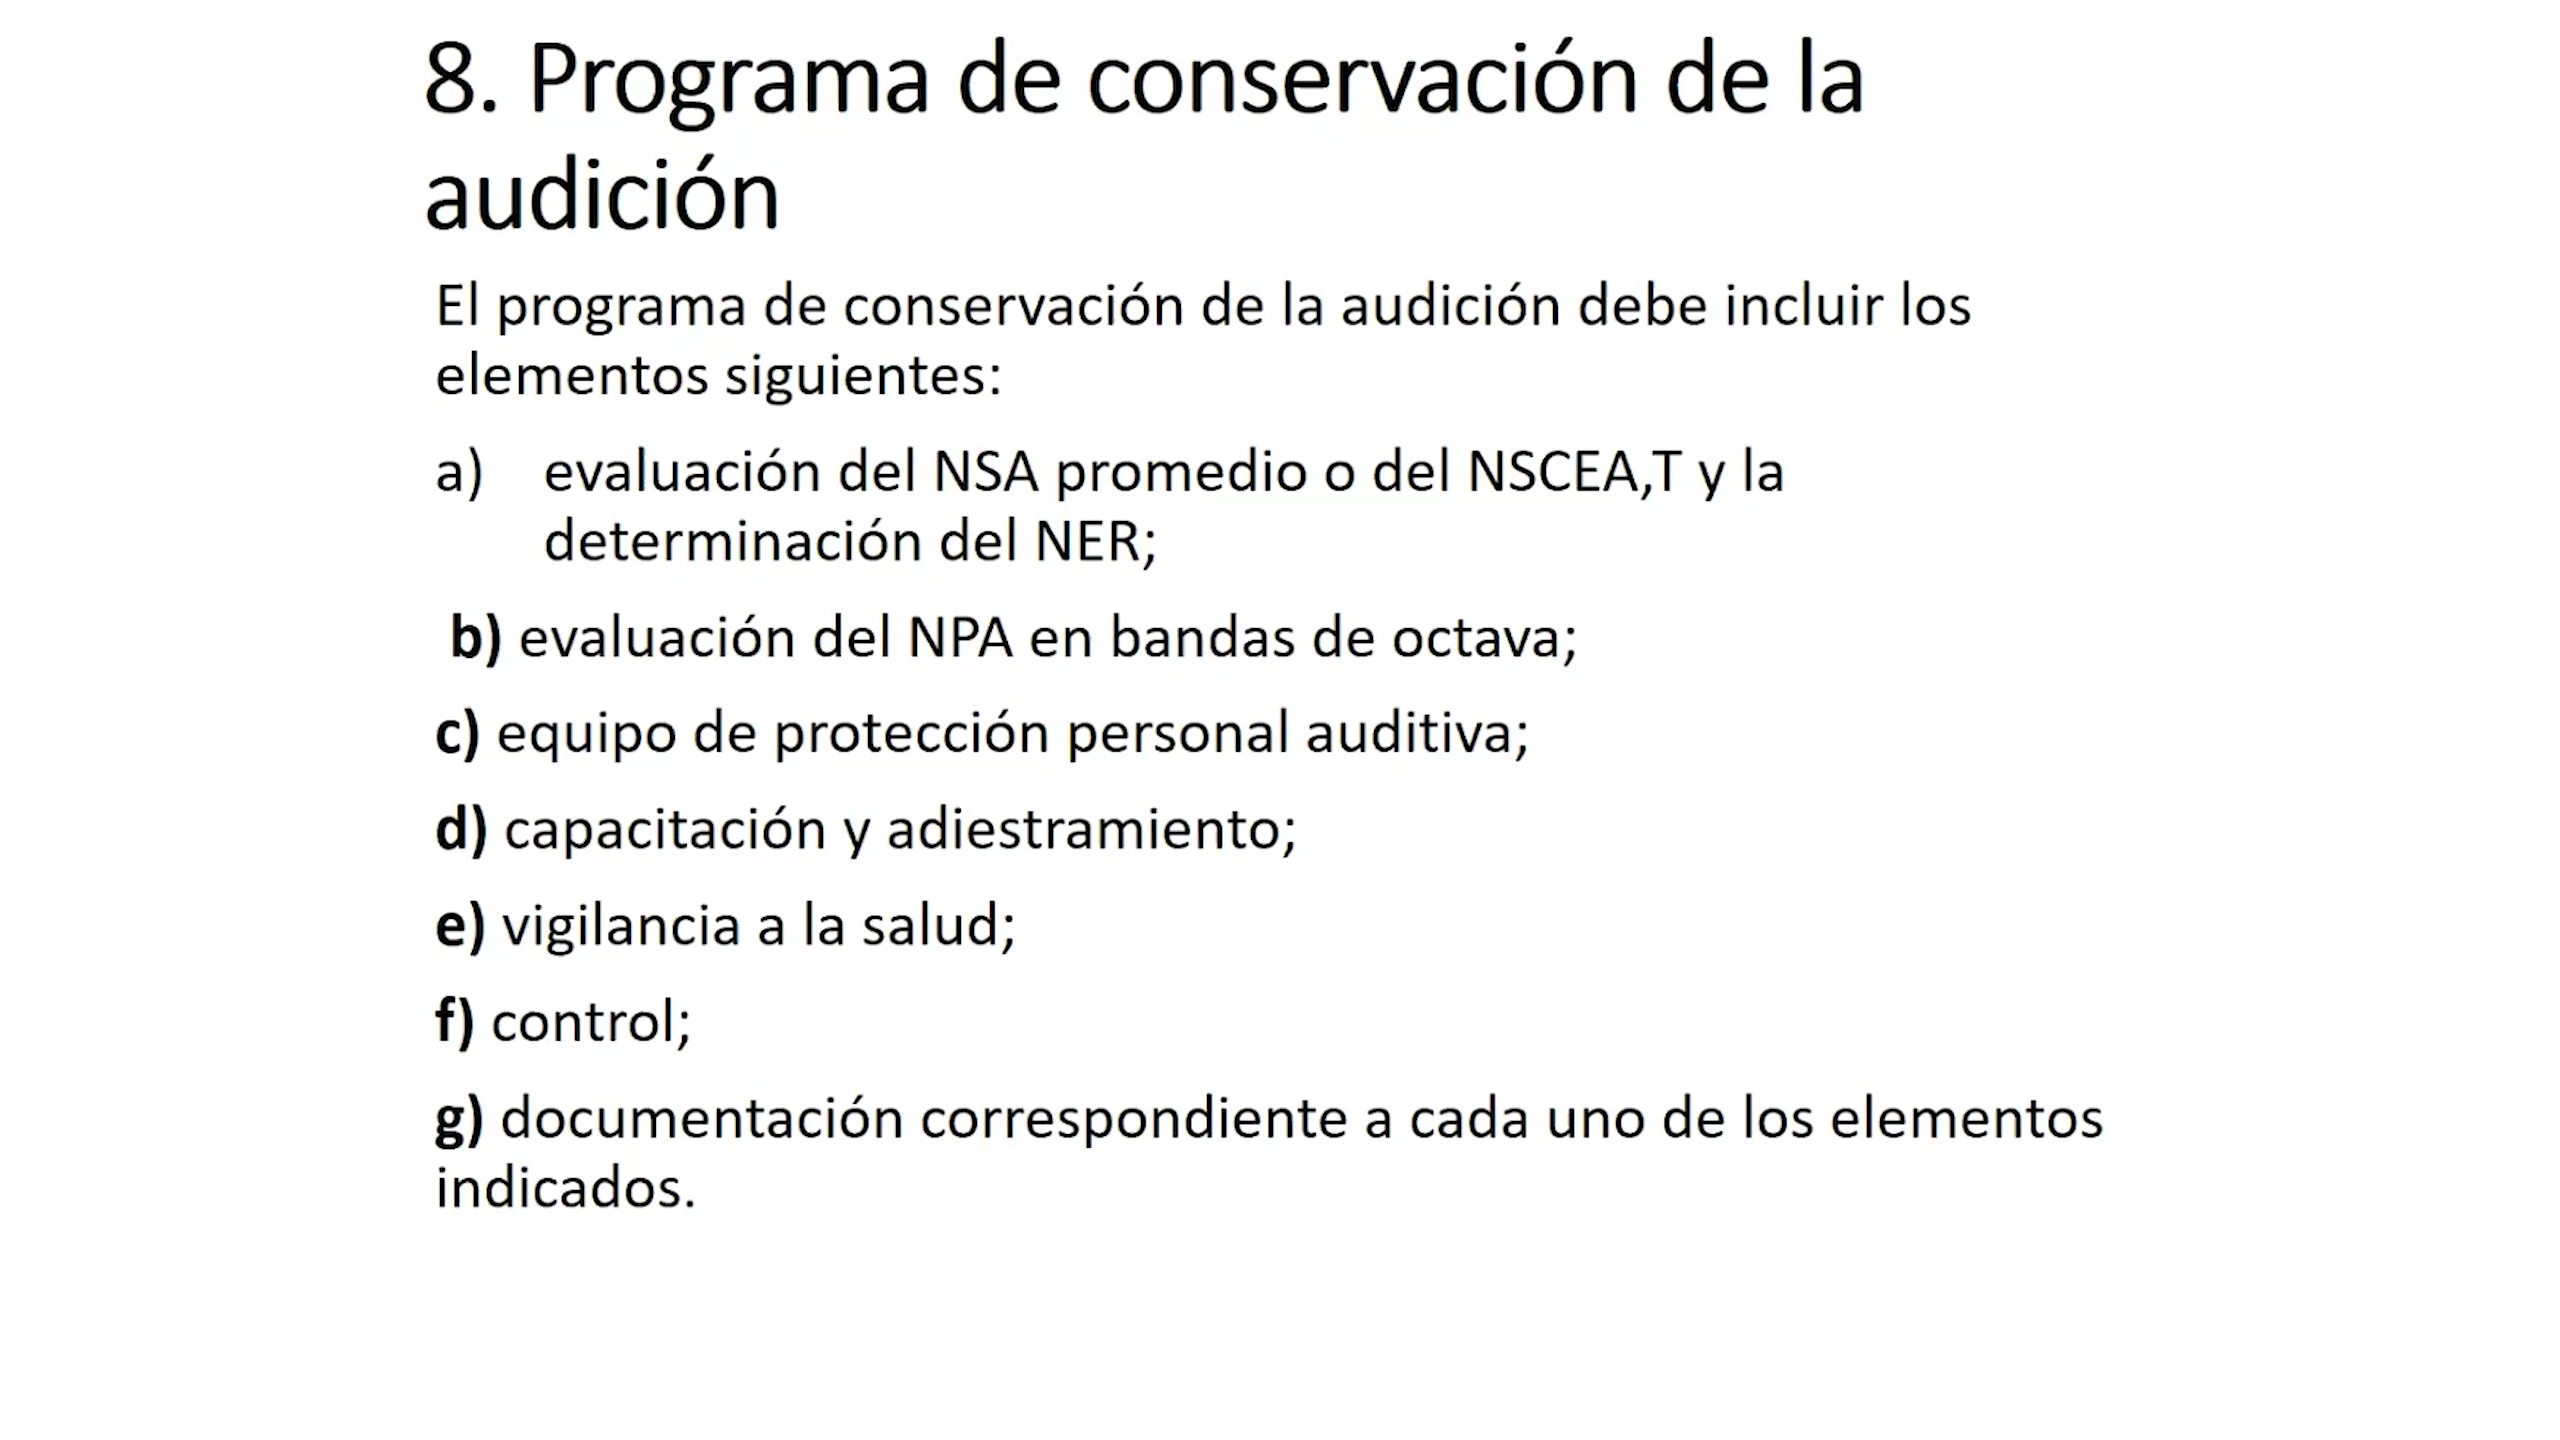 8. Programa de conservación de la
audición
El programa de conservación de la audición debe incluir los
elementos siguientes:
a) evaluación del NSA promedio o del NSCEA,T y la
determinación del NER;
b) evaluación del NPA en bandas de octava;
c) equipo de protección personal auditiva;
d) capacitación y adiestramiento;
e) vigilancia a la salud;
f) control;
g) documentación correspondiente a cada uno de los elementos
indicados.